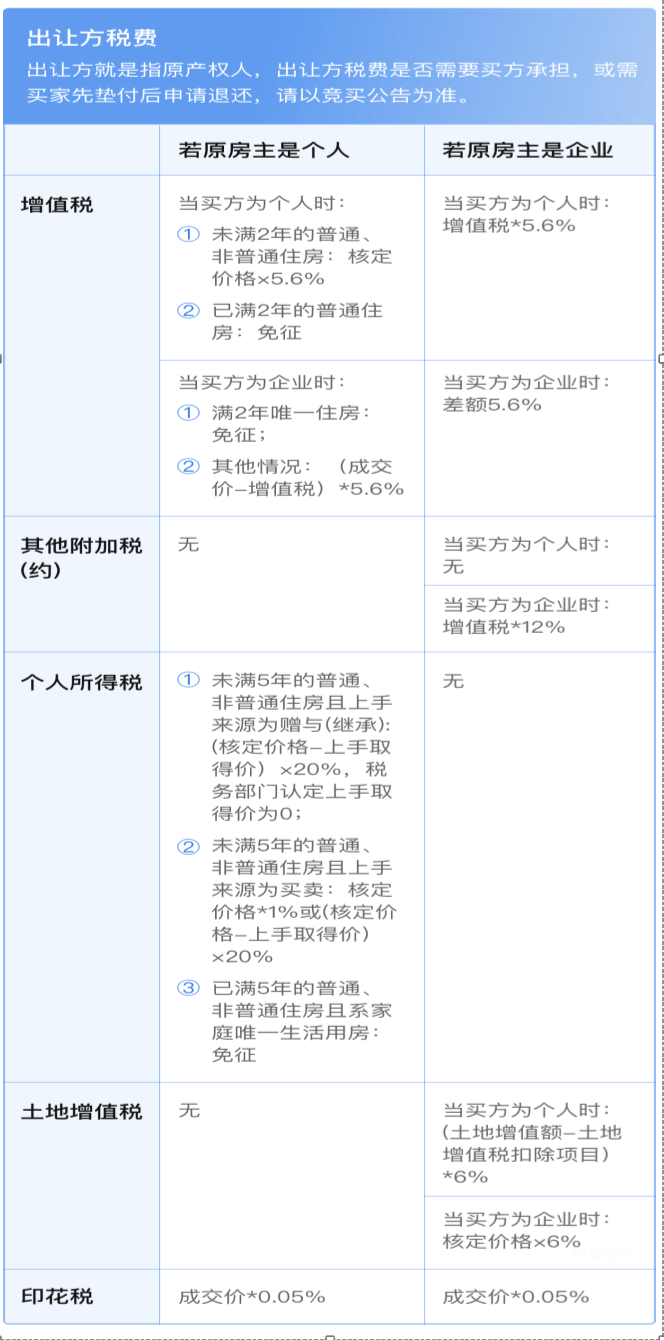 出让方税费
出让方就是指原产权人，出让方税费是否需要买方承担，或需
买家先垫付后申请退还，请以竞买公告为准。
若原房主是个人
若原房主是企业
增值税
当买方为个人时：
① 未满2年的普通、
非普通住房：核定
价格×5.6%
② 已满2年的普通住
房：免征
当买方为个人时：
增值税*5.6%
当买方为企业时：
① 满2年唯一住房：
免征；
② 其他情况：（成交
价-增值税）*5.6%
当买方为企业时：
差额5.6%
其他附加税
(约)
无
当买方为个人时：
无
当买方为企业时：
增值税*12%
个人所得税
① 未满5年的普通、
非普通住房且上手
来源为赠与(继承):
(核定价格-上手取
得价）×20%，税
务部门认定上手取
得价为0；
② 未满5年的普通、
非普通住房且上手
来源为买卖：核定
价格*1%或(核定价
格-上手取得价）
×20%
③ 已满5年的普通、
非普通住房且系家
庭唯一生活用房：
免征
无
土地增值税
无
当买方为个人时：
(土地增值额-土地
增值税扣除项目）
*6%
当买方为企业时：
核定价格×6%
印花税
成交价*0.05%
成交价*0.05%